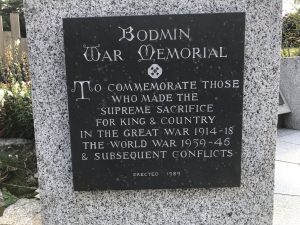 BODMIN
WAR MEMORIAL
TO COMMEMORATE THOSE
WHO MADE THE
SUPREME SACRIFICE
FOR KING & COUNTRY
IN THE GREAT WAR 1914-18
THE WORLD WAR 1939-45
& SUBSEQUENT CONFLICTS
ERECTED 1989